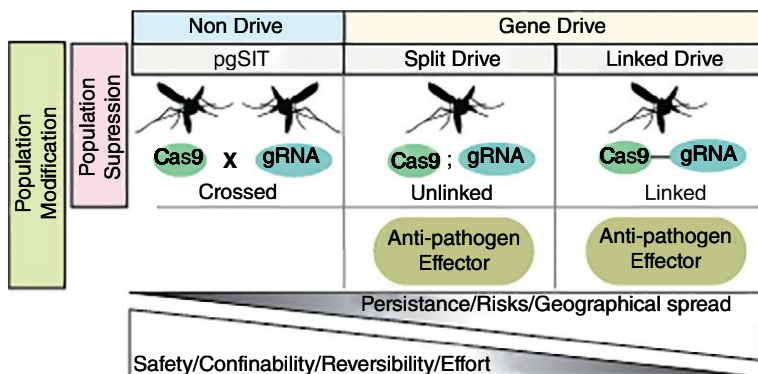 Non Drive
Gene Drive
pgSIT
Split Drive
Linked Drive
Population
Modification
Population
Supression
Cas9 X gRNA
Crossed
Cas9 ; gRNA
Unlinked
Cas9 gRNA
Linked
Anti-pathogen
Effector
Anti-pathogen
Effector
Persistance/Risks/Geographical spread
Safety/Confinability/Reversibility/Effort